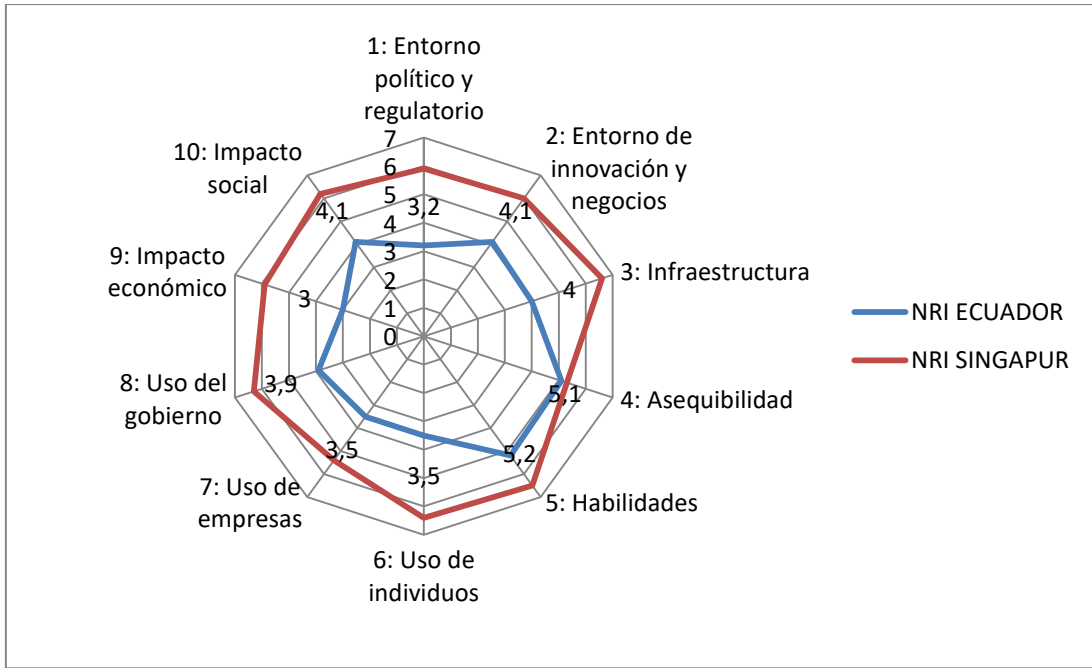 1: Entorno
político y
regulatorio
2: Entorno de
innovación y
negocios
3: Infraestructura
4: Asequibilidad
5: Habilidades
6: Uso de
individuos
7: Uso de
empresas
8: Uso del
gobierno
9: Impacto
económico
10: Impacto
social
7
6
5
4
3
2
1
0
3,2
4,1
4
5,1
5,2
3,5
3,5
3,9
3
4,1
NRI ECUADOR
NRI SINGAPUR